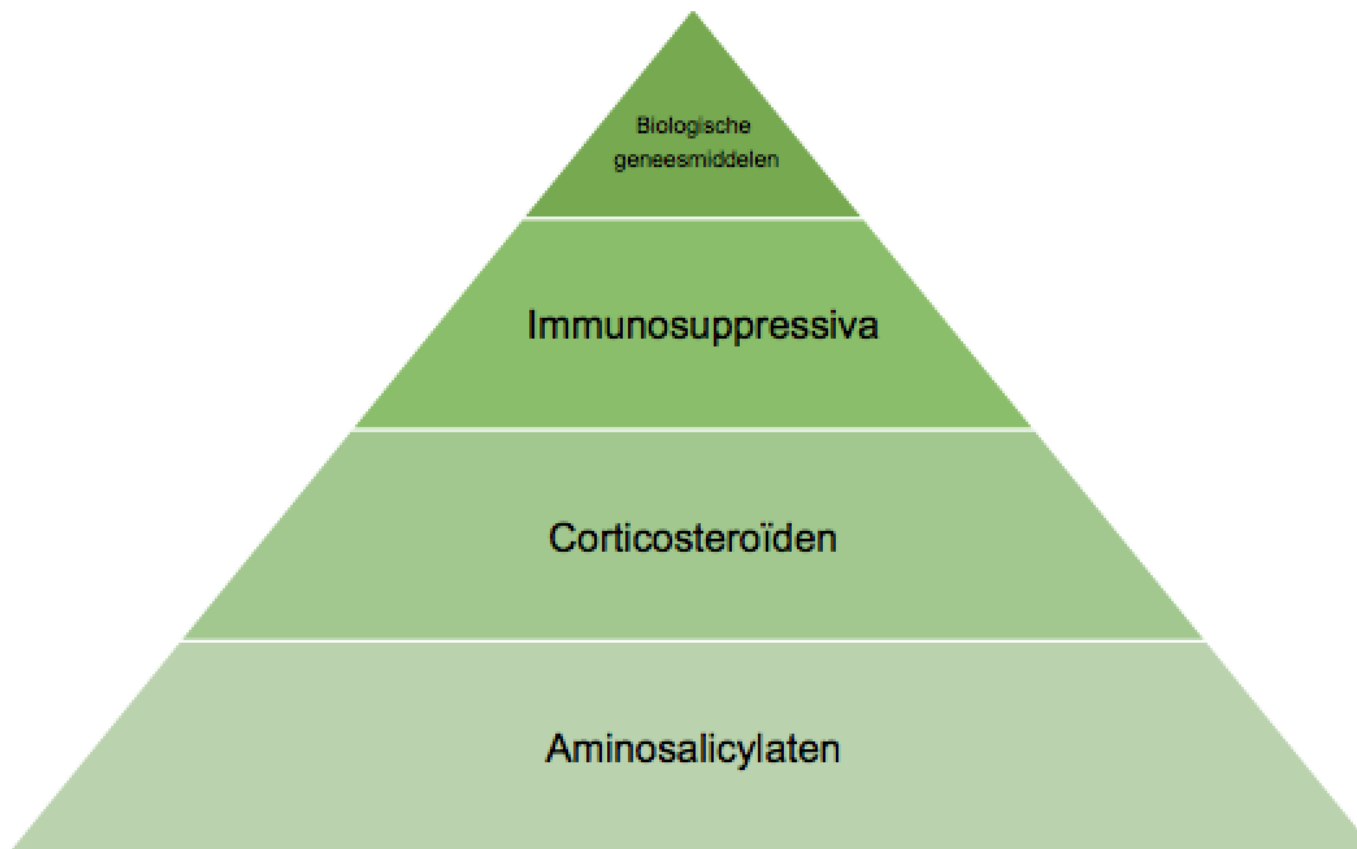 Biologische
geneesmiddelen
Immunosuppressiva
Corticosteroïden
Aminosalicylaten